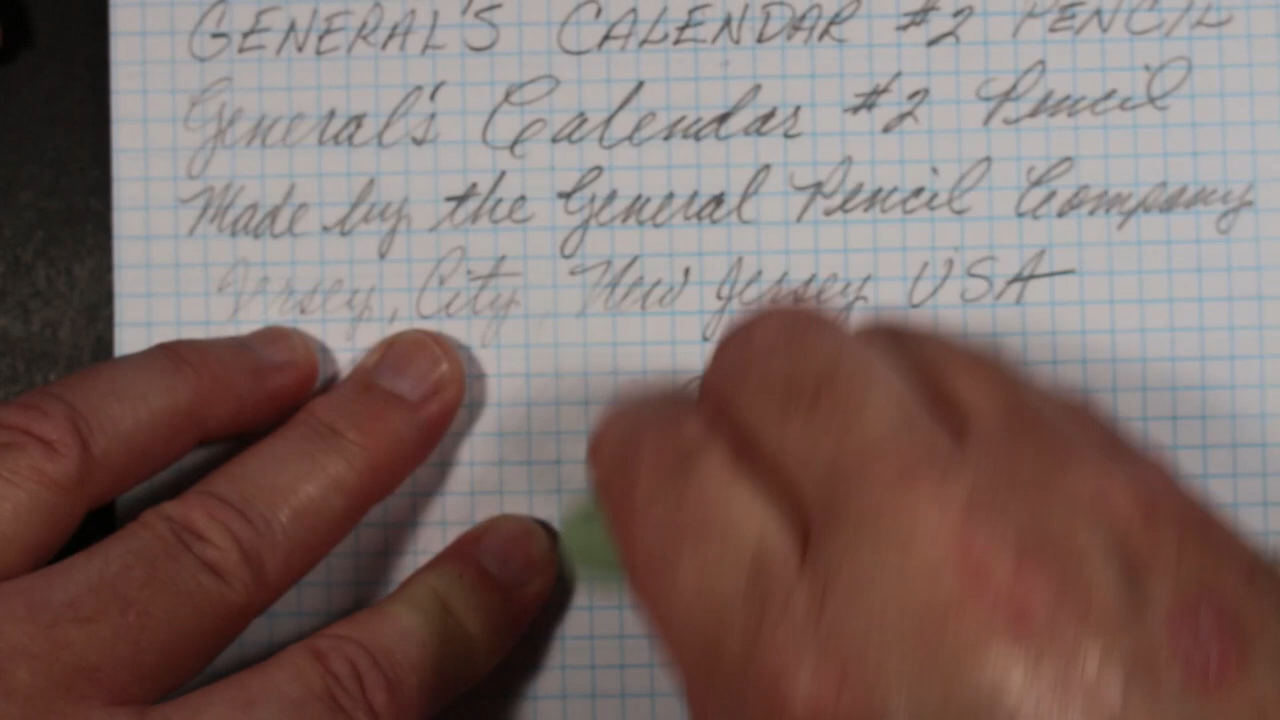 GENERAL'S CALENDAR #2 PENCIL
General's Calendar #2 Pencil
Made by the General Pencil Company
Jersey, City, New Jersey USA